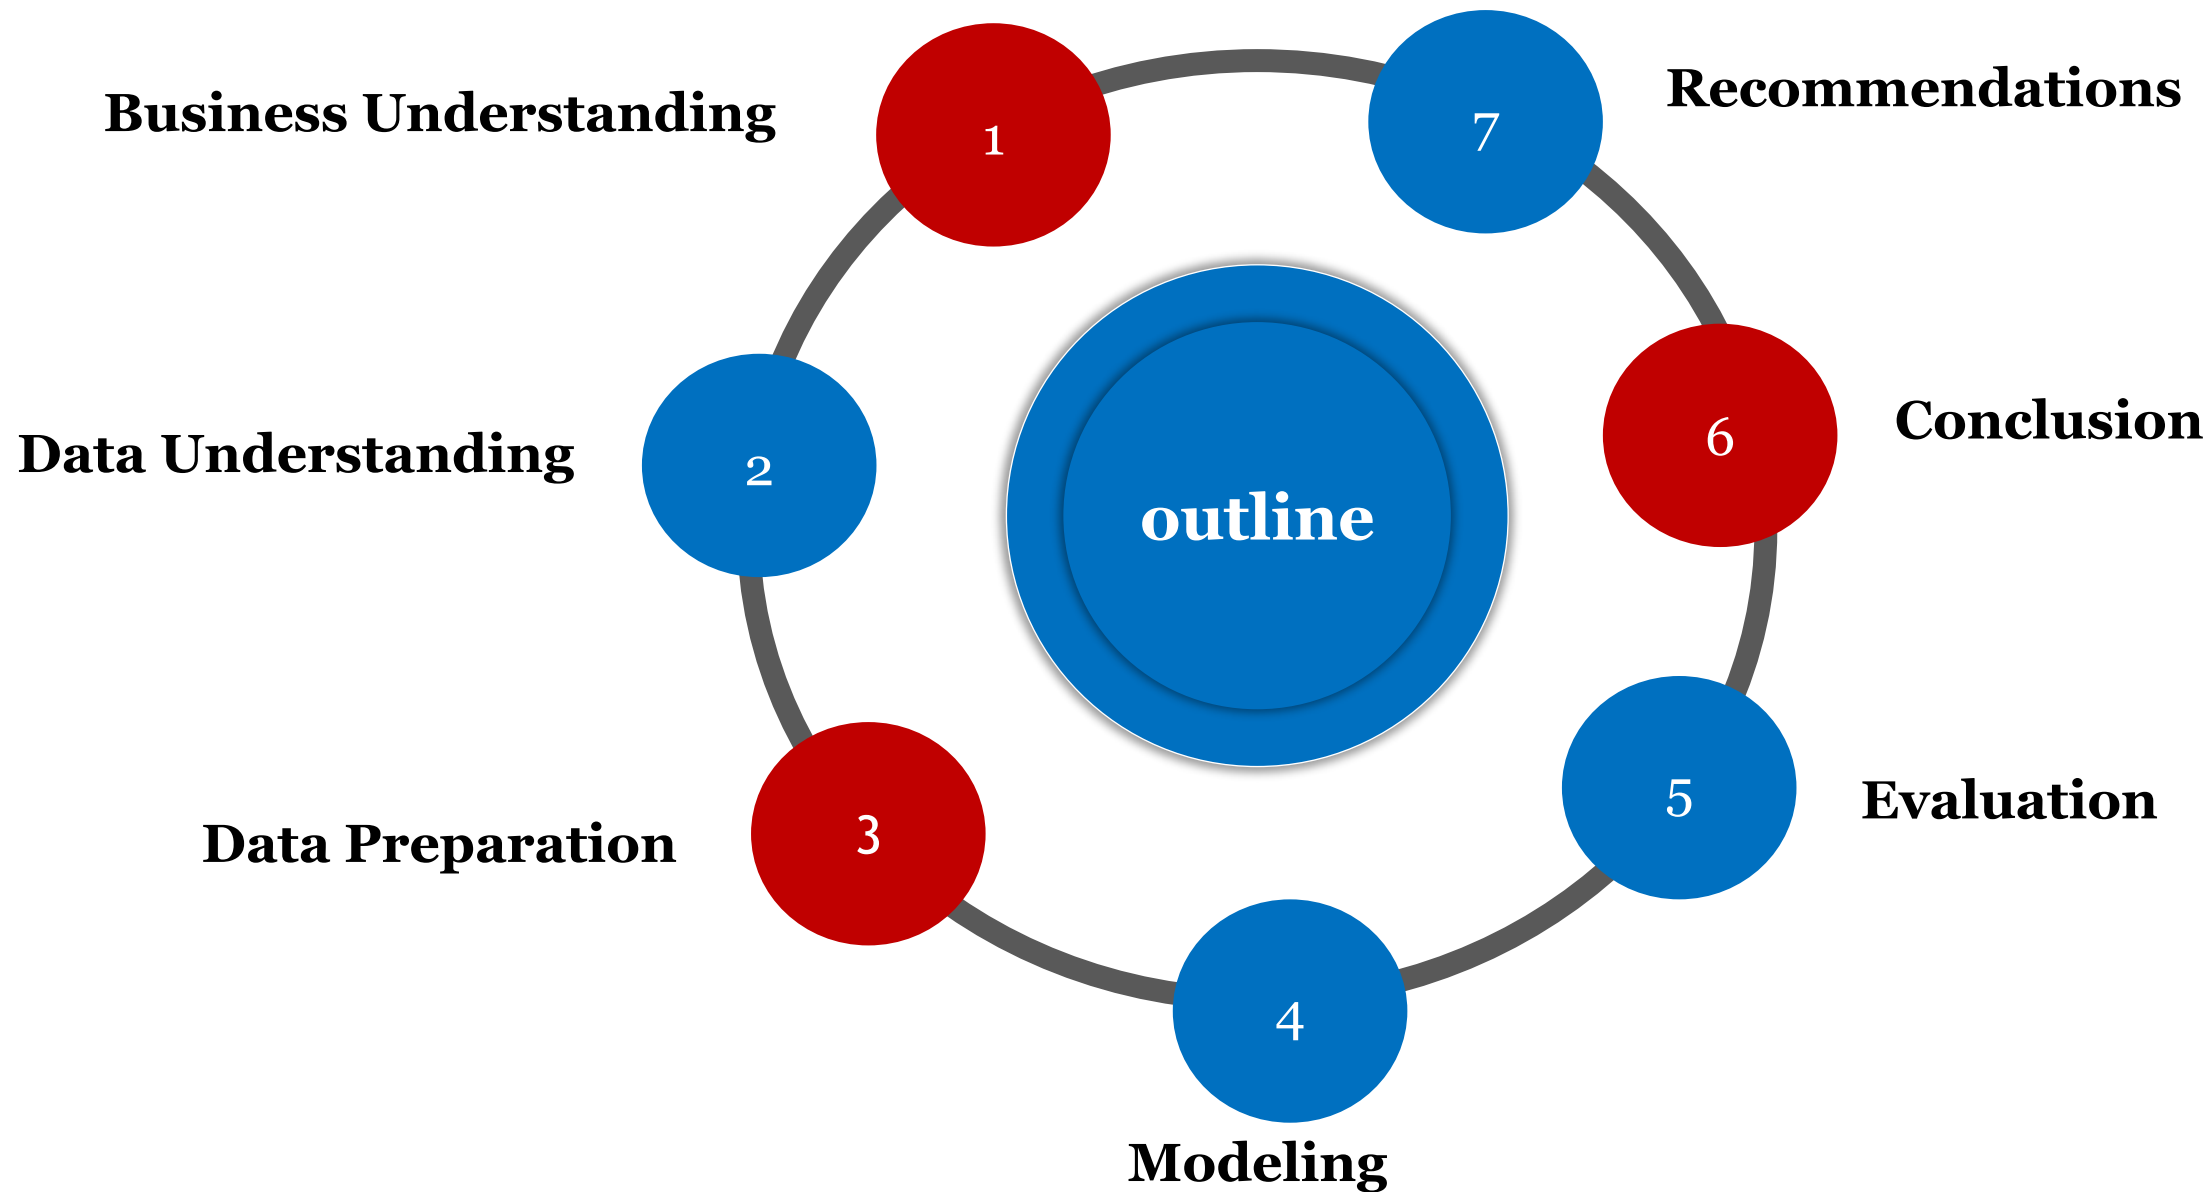 Business Understanding
1
Data Understanding
2
Data Preparation
3
Modeling
4
Evaluation
5
Conclusion
6
Recommendations
7
outline